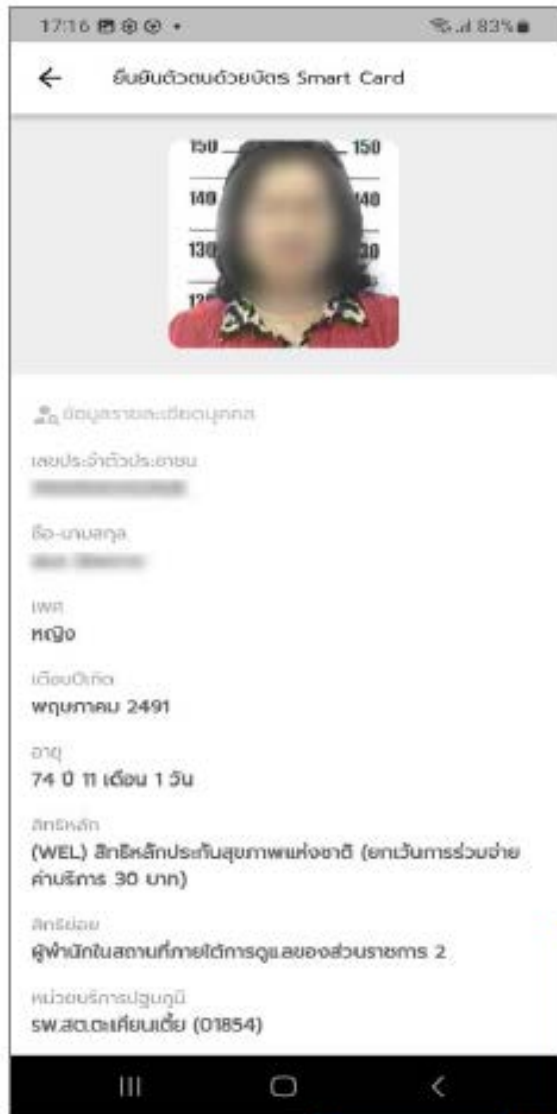 17:16
83%
ยืนยันตัวตนด้วยบัตร Smart Card
150 150
140 140
130 130
ข้อมูลรายละเอียดบุคคล
เลขประจำตัวประชาชน
ชื่อ-นามสกุล
เพศ
หญิง
เดือนปีเกิด
พฤษภาคม 2491
อายุ
74 ปี 11 เดือน 1 วัน
สิทธิหลัก
(WEL) สิทธิหลักประกันสุขภาพแห่งชาติ (ยกเว้นการร่วมจ่าย
ค่าบริการ 30 บาท)
สิทธิย่อย
ผู้พำนักในสถานที่ภายใต้การดูแลของส่วนราชการ 2
หน่วยบริการปฐมภูมิ
รพ.สต.ตะเคียนเตี้ย (01854)